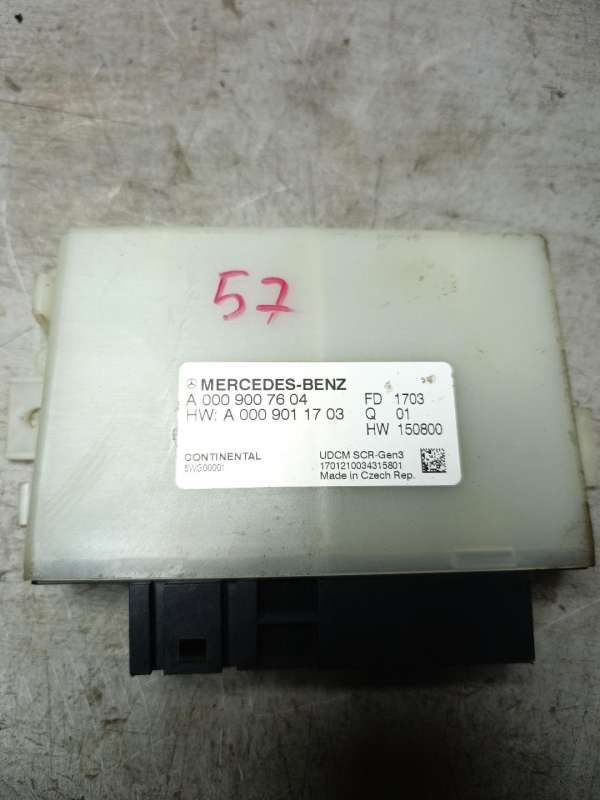 57
MERCEDES-BENZ
A 000 900 76 04 FD 1703
HW: A 000 901 17 03 Q 01
HW 150800
CONTINENTAL UDCM SCR-Gen3
5WG00001 1701210034315801
Made in Czech Rep.